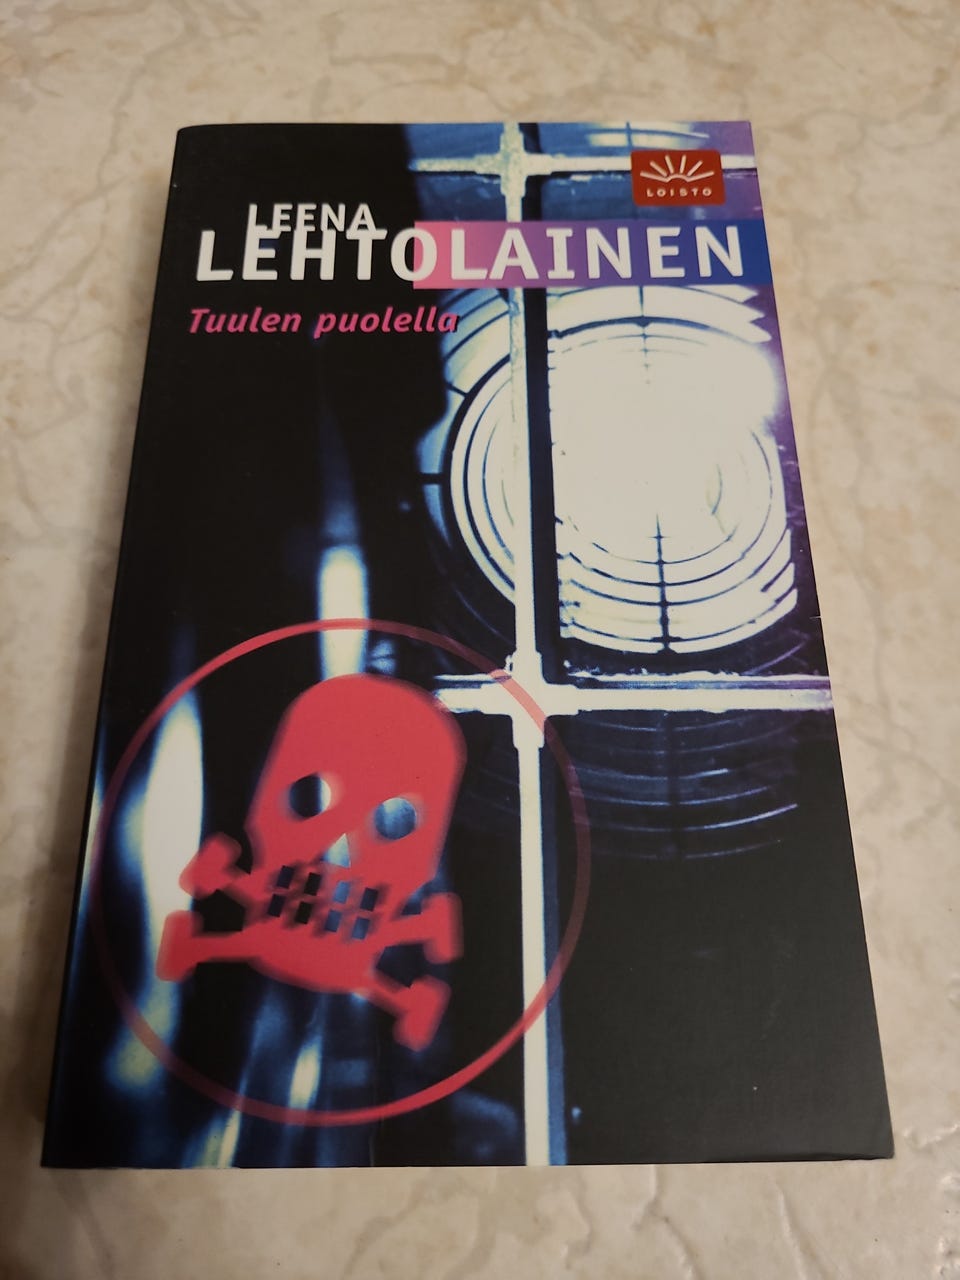 LOISTO
LEENA
LEHTOLAINEN
Tuulen puolella